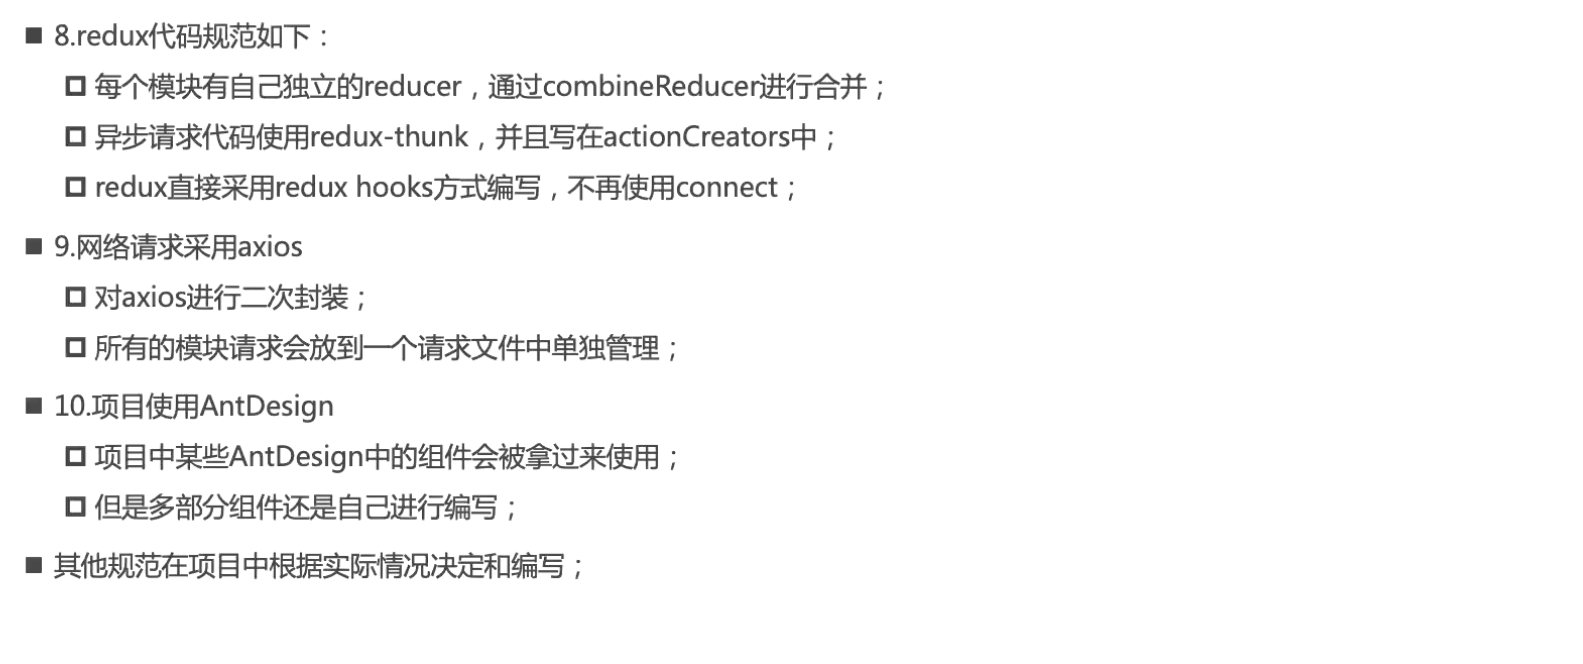 8.redux代码规范如下：
每个模块有自己独立的reducer，通过combineReducer进行合并；
异步请求代码使用redux-thunk，并且写在actionCreators中；
redux直接采用redux hooks方式编写，不再使用connect；
9.网络请求采用axios
对axios进行二次封装；
所有的模块请求会放到一个请求文件中单独管理；
10.项目使用AntDesign
项目中某些AntDesign中的组件会被拿过来使用；
但是多部分组件还是自己进行编写；
其他规范在项目中根据实际情况决定和编写；